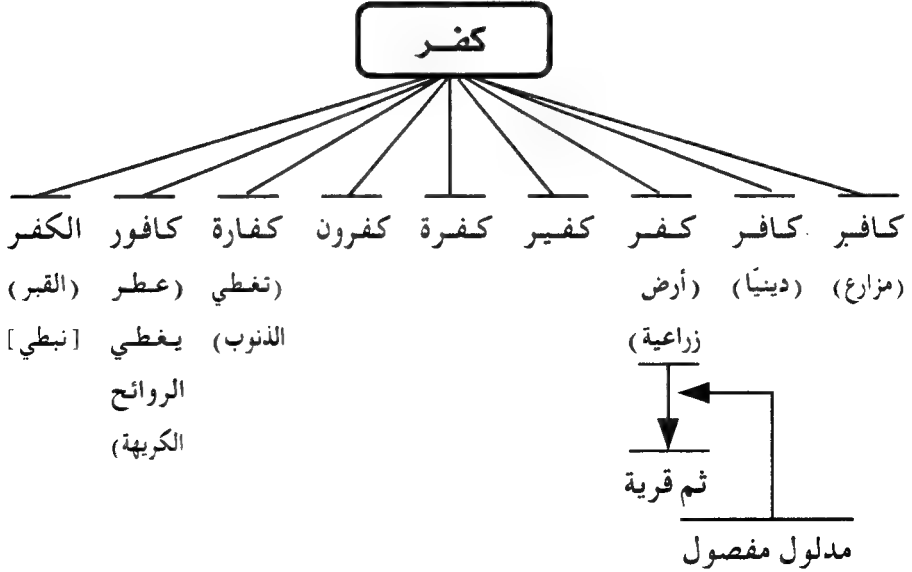 كفر
كافر كافر كفر كفير كفرة كفرون كفارة كافور الكفر
(مزارع) (دينيًا) (أرض (تغطي (عطر (القبر)
زراعية) الذنوب) يغطي [نبطي]
الروائح
الكريهة)
ثم قرية
مدلول مفصول